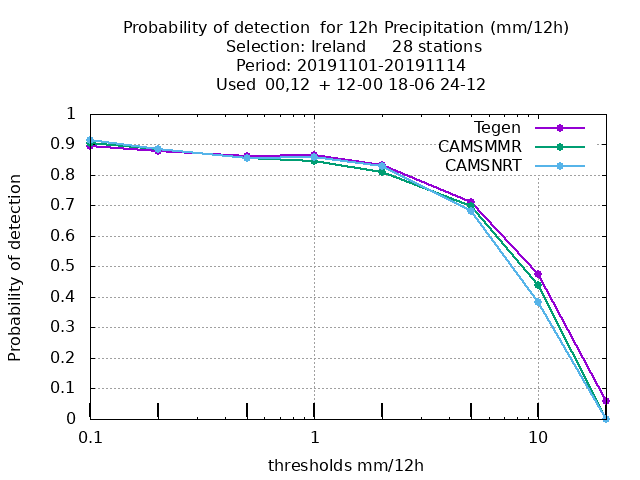 Probability of detection  for 12h Precipitation (mm/12h)
Selection: Ireland     28 stations
Period: 20191101-20191114
Used  00,12  + 12-00 18-06 24-12
Tegen
CAMSMMR
CAMSNRT
Probability of detection
1
0.9
0.8
0.7
0.6
0.5
0.4
0.3
0.2
0.1
0
0.1
1
10
thresholds mm/12h